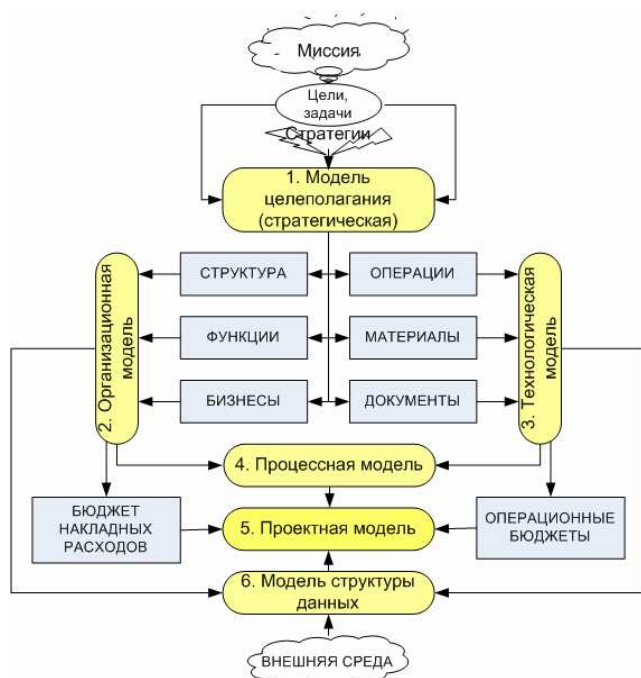 Миссия
Цели,
задачи
Стратегии
1. Модель
целеполагания
(стратегическая)
2. Организационная
модель
СТРУКТУРА
ОПЕРАЦИИ
ФУНКЦИИ
МАТЕРИАЛЫ
БИЗНЕСЫ
ДОКУМЕНТЫ
3. Технологическая
модель
4. Процессная модель
БЮДЖЕТ
НАКЛАДНЫХ
РАСХОДОВ
5. Проектная модель
ОПЕРАЦИОННЫЕ
БЮДЖЕТЫ
6. Модель структуры
данных
ВНЕШНЯЯ СРЕДА